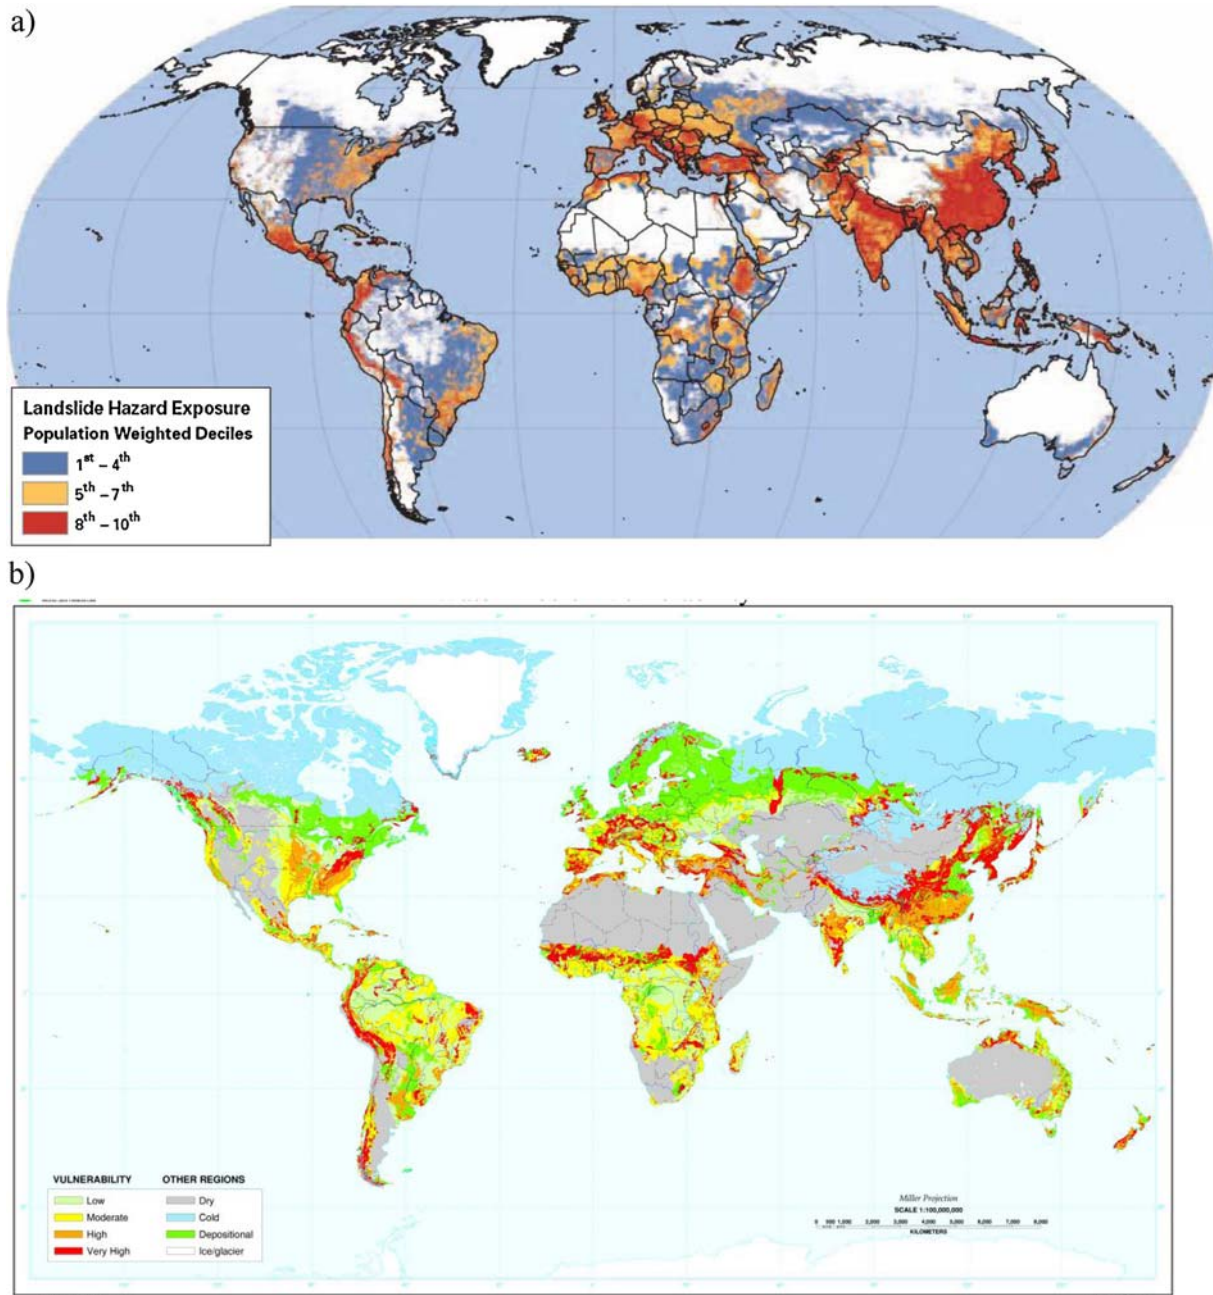 a)
Landslide Hazard Exposure
Population Weighted Deciles
1st – 4th
5th – 7th
8th – 10th
b)
VULNERABILITY OTHER REGIONS
Low Dry
Moderate Cold
High Depositional
Very High Ice/glacier
Miller Projection
SCALE 1:100,000,000
KILOMETERS